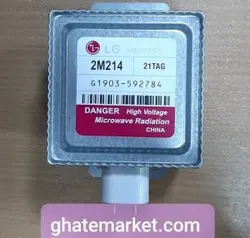 LG
2M214 21TAG
G1903-592784
DANGER High Voltage
Microwave Radiation
CHINA
ghatemarket.com